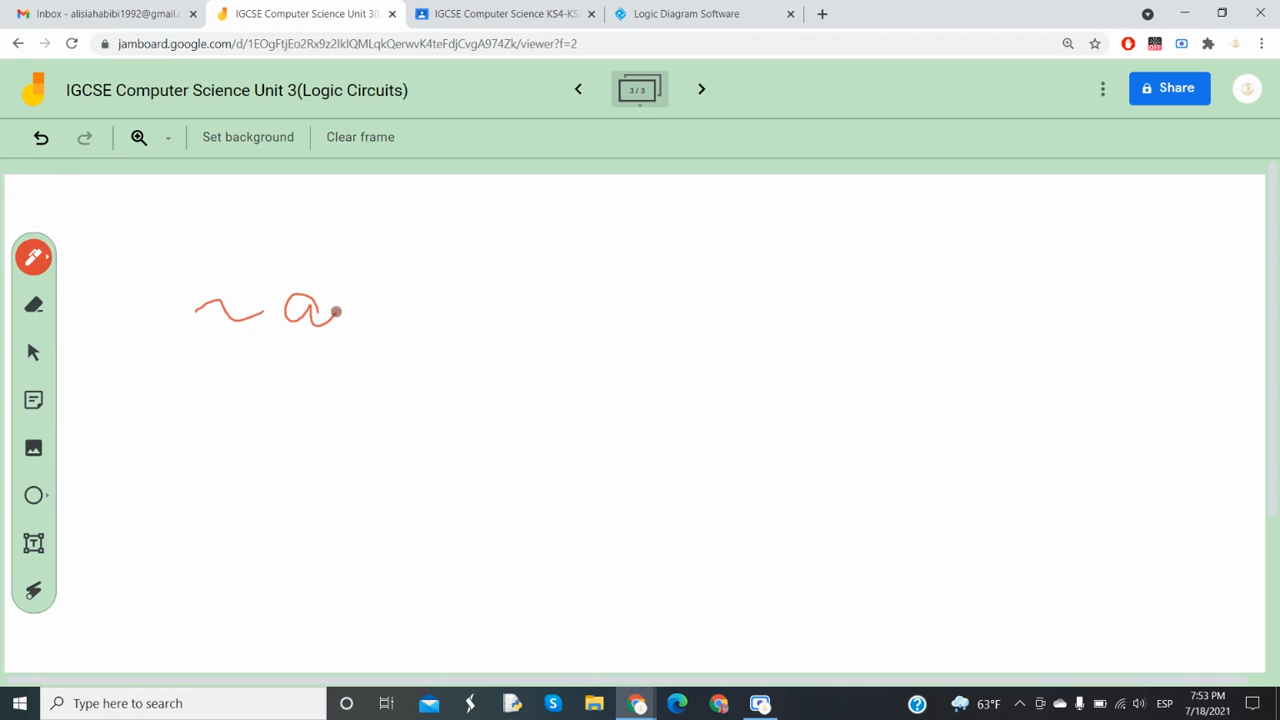 Inbox - alisiahabibi1992@gmail.c
IGCSE Computer Science Unit 3(
IGCSE Computer Science KS4-KS
Logic Diagram Software
jamboard.google.com/d/1EOgFtjEo2Rx9z2IkIQMLqkQerwvK4teFdjCvgA974Zk/viewer?f=2
OFF
IGCSE Computer Science Unit 3(Logic Circuits)
3 / 3
Share
Set background
Clear frame
~ a
Type here to search
?
63°F
ESP
7:53 PM
7/18/2021